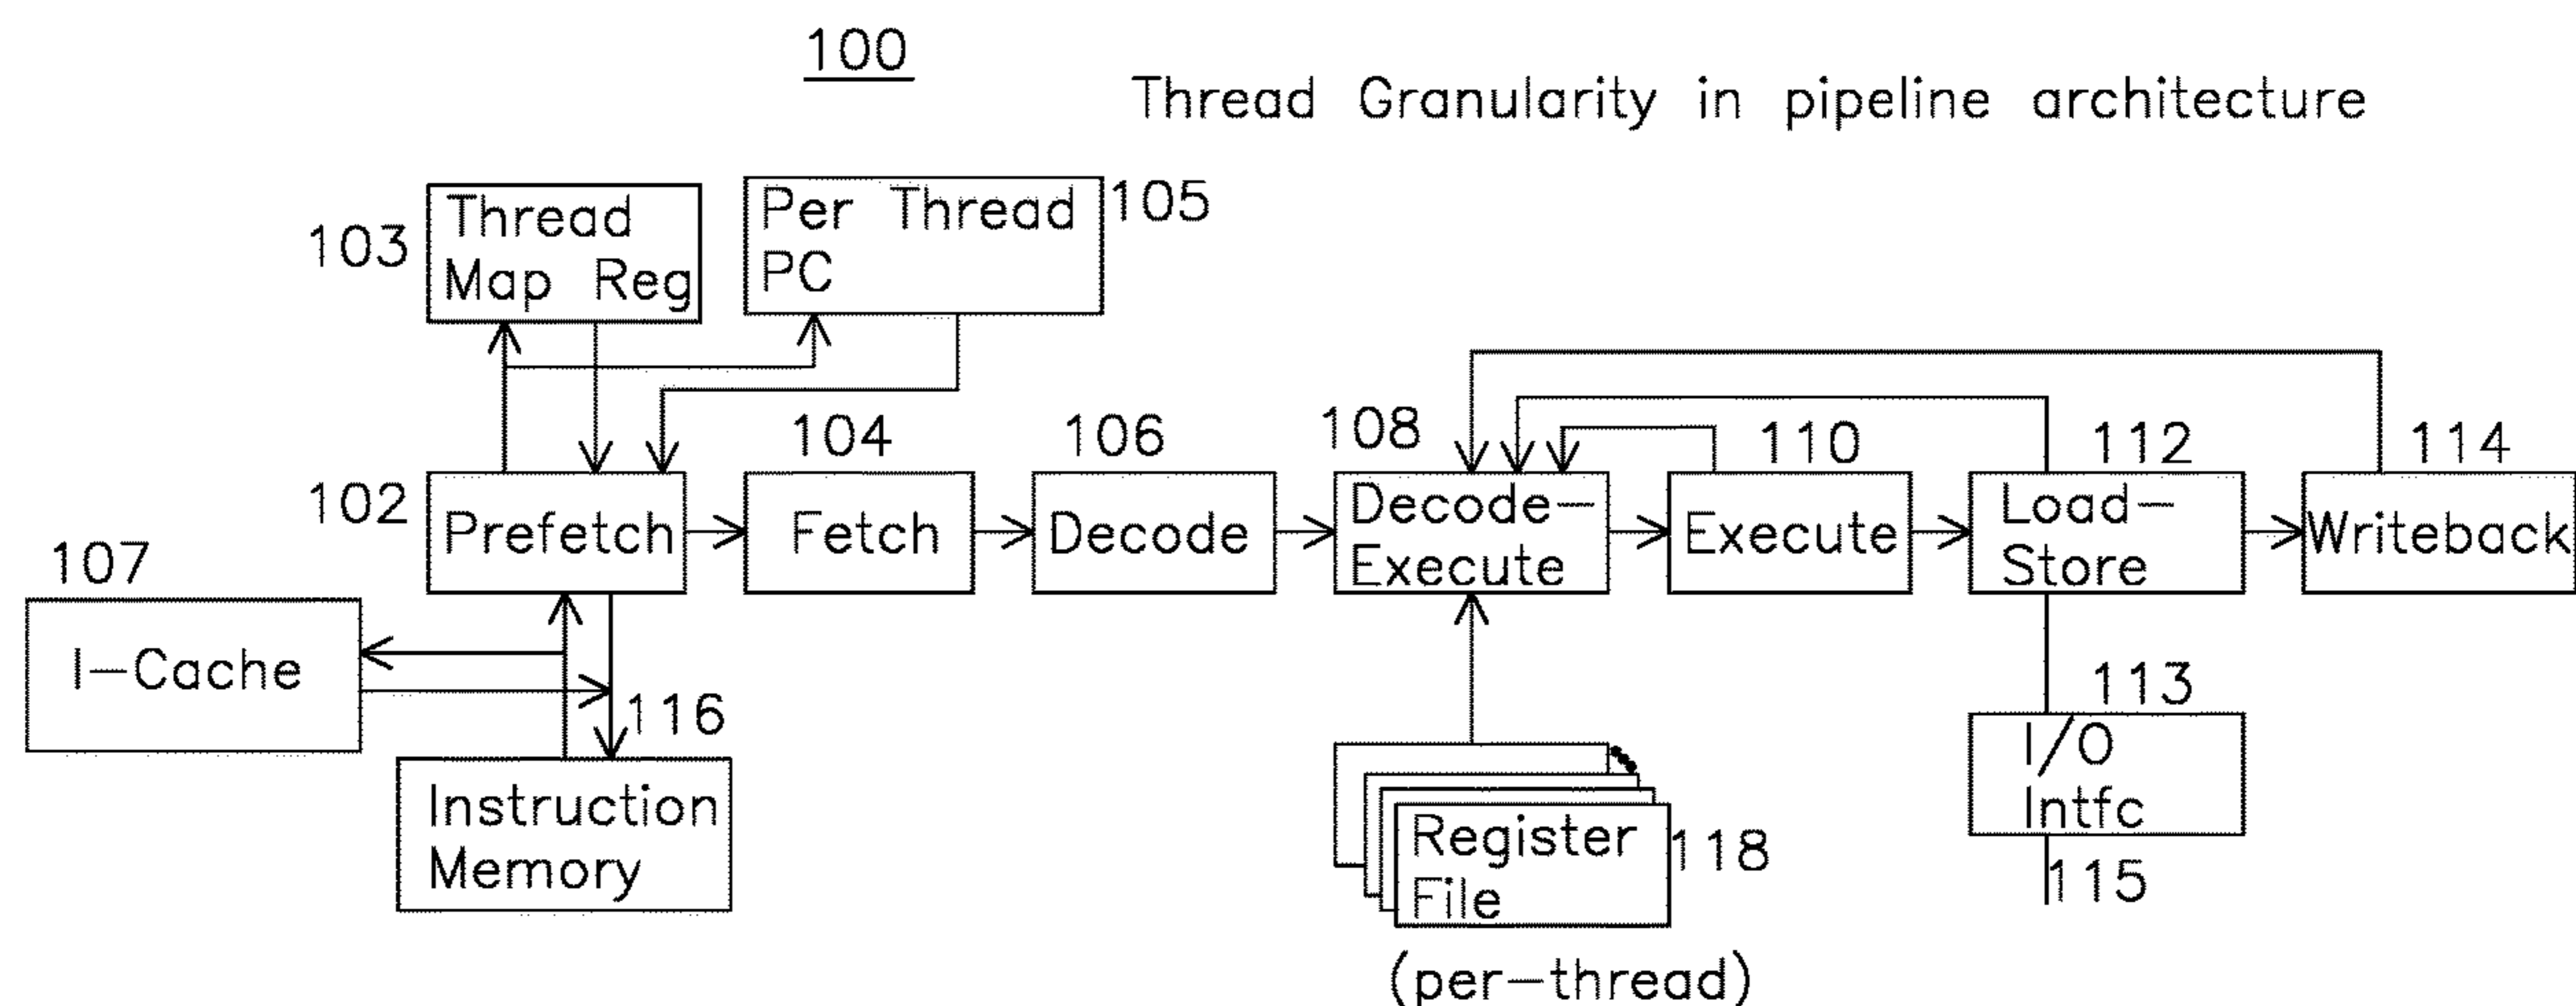 100
Thread Granularity in pipeline architecture
103
Thread
Map Reg
Per Thread
PC
105
102
Prefetch
104
Fetch
106
Decode
108
Decode-
Execute
110
Execute
112
Load-
Store
114
Writeback
107
I-Cache
116
Instruction
Memory
Register
File
118
(per-thread)
113
I/O
Intfc
115